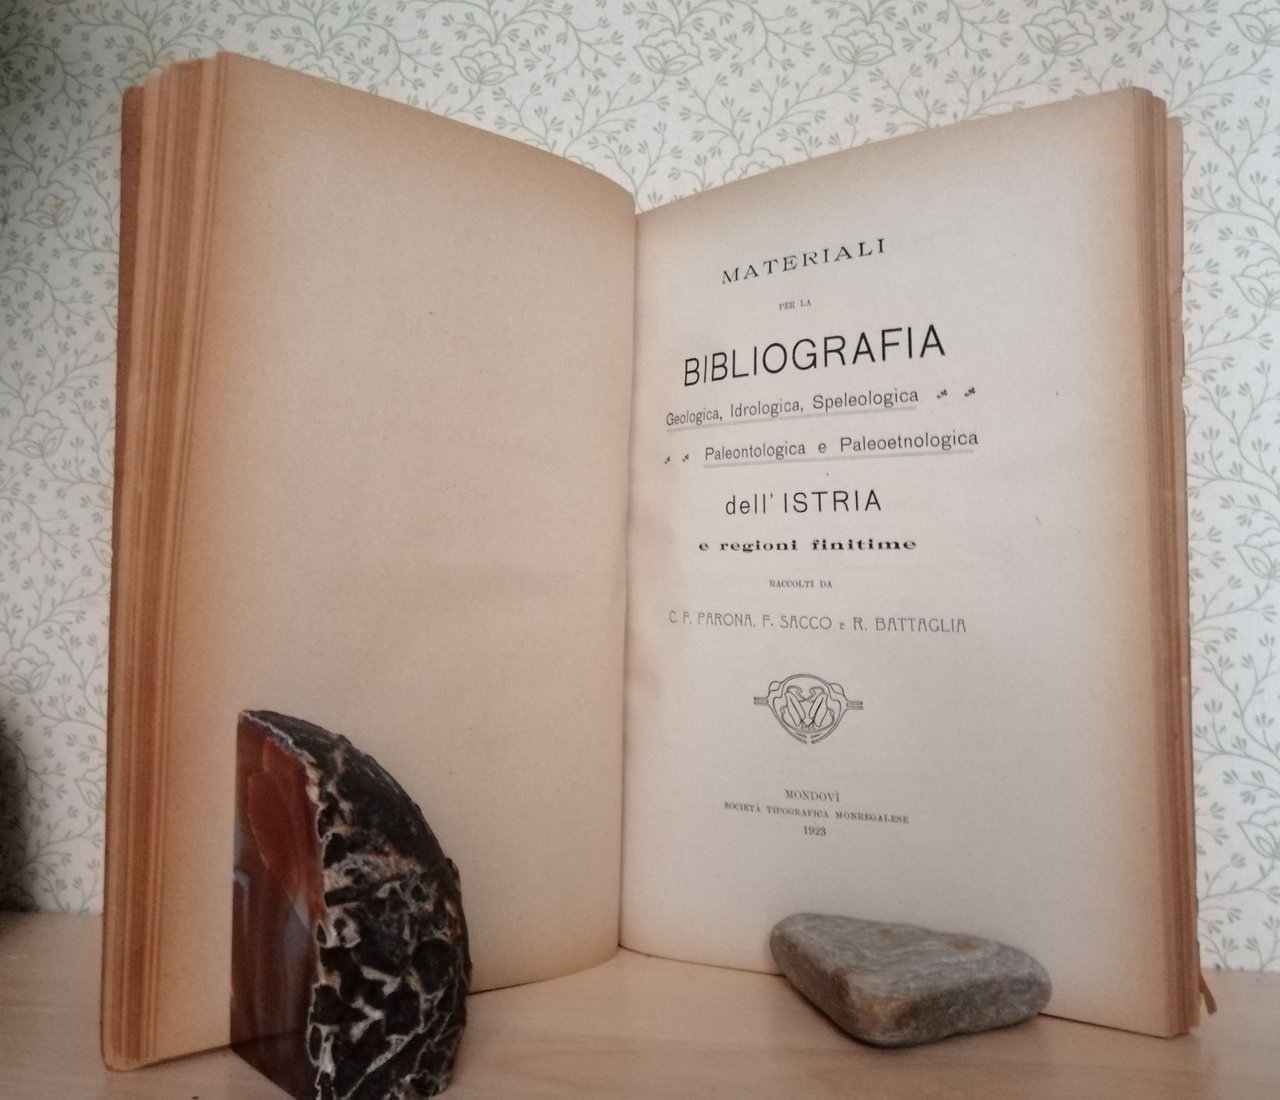 MATERIALI
PER LA
BIBLIOGRAFIA
Geologica, Idrologica, Speleologica
Paleontologica e Paleoetnologica
dell' ISTRIA
e regioni finitime
RACCOLTI DA
C. F. PARONA, F. SACCO E R. BATTAGLIA
MONDOVÌ
SOCIETÀ TIPOGRAFICA MONREGALESE
1923